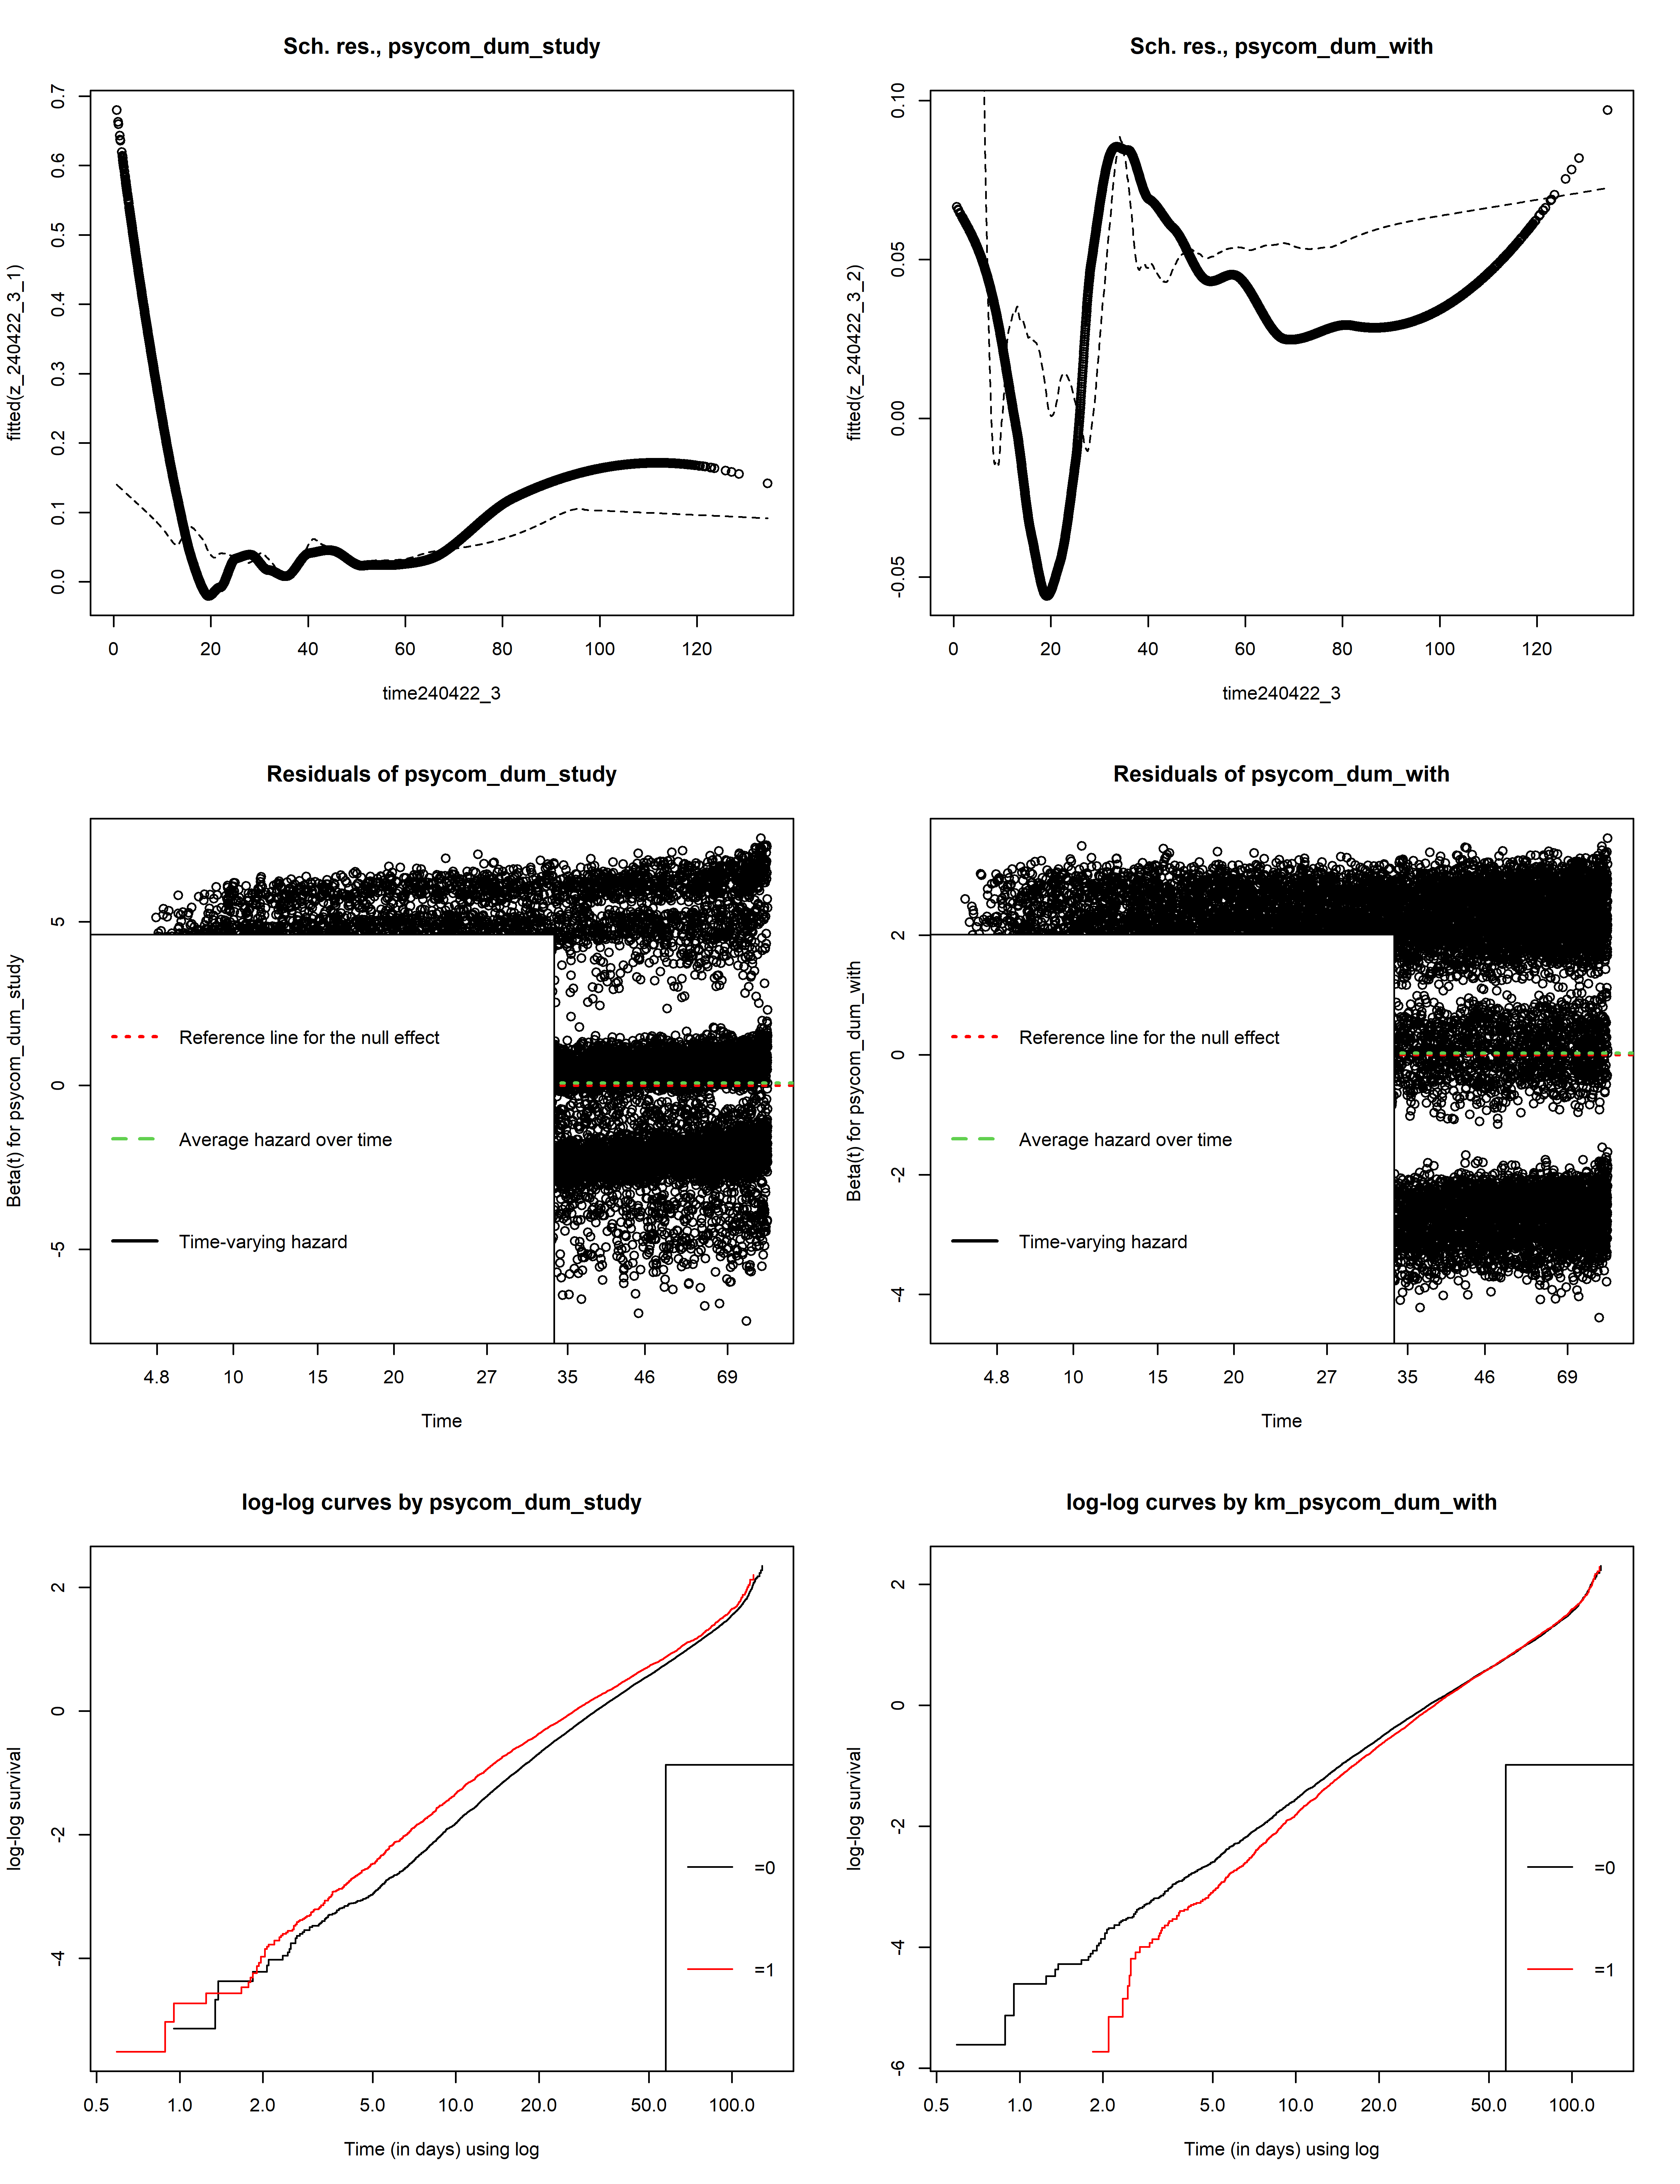 Sch. res., psycom_dum_study
fitted(z_240422_3_1)
0.7
0.6
0.5
0.4
0.3
0.2
0.1
0.0
0 20 40 60 80 100 120
time240422_3
Sch. res., psycom_dum_with
fitted(z_240422_3_2)
0.10
0.05
0.00
-0.05
0 20 40 60 80 100 120
time240422_3
Residuals of psycom_dum_study
Beta(t) for psycom_dum_study
5
0
-5
Reference line for the null effect
Average hazard over time
Time-varying hazard
4.8 10 15 20 27 35 46 69
Time
Residuals of psycom_dum_with
Beta(t) for psycom_dum_with
2
0
-2
-4
Reference line for the null effect
Average hazard over time
Time-varying hazard
4.8 10 15 20 27 35 46 69
Time
log-log curves by psycom_dum_study
log-log survival
2
0
-2
-4
=0
=1
0.5 1.0 2.0 5.0 10.0 20.0 50.0 100.0
Time (in days) using log
log-log curves by km_psycom_dum_with
log-log survival
2
0
-2
-4
-6
=0
=1
0.5 1.0 2.0 5.0 10.0 20.0 50.0 100.0
Time (in days) using log